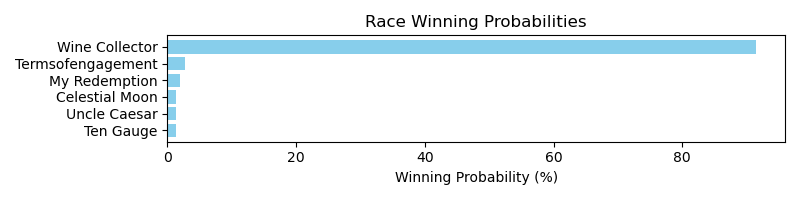 Race Winning Probabilities
Wine Collector
Termsofengagement
My Redemption
Celestial Moon
Uncle Caesar
Ten Gauge
0 20 40 60 80
Winning Probability (%)